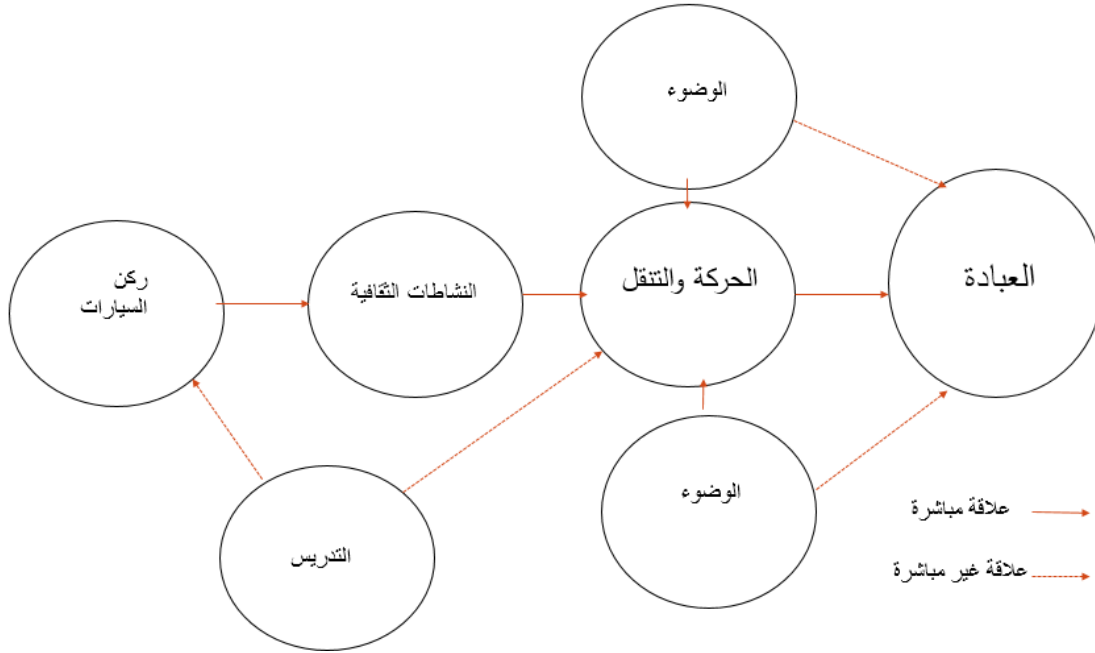 الوضوء
العبادة
الحركة والتنقل
النشاطات الثقافية
ركن
السيارات
الوضوء
التدريس
علاقة مباشرة
علاقة غير مباشرة